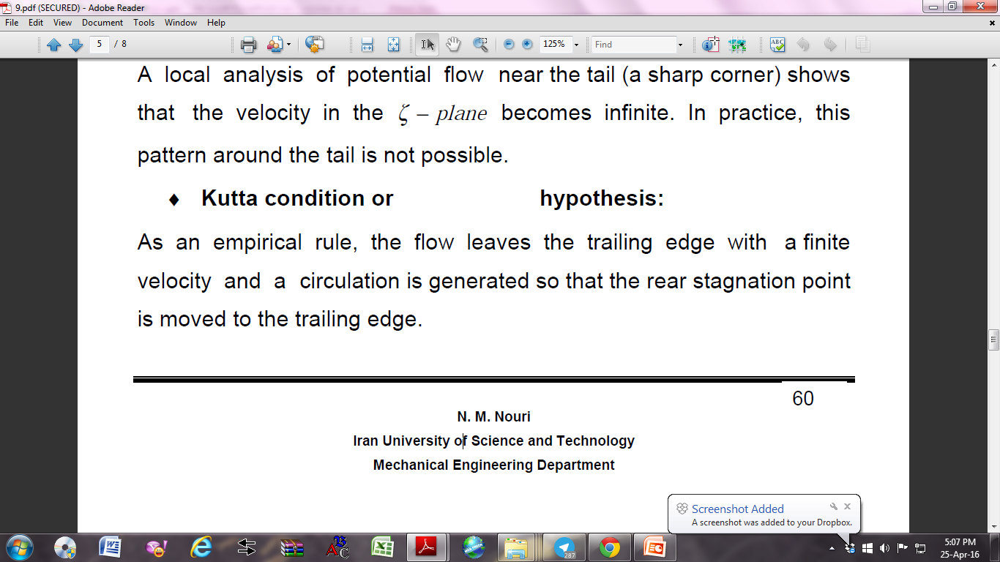 9.pdf (SECURED) - Adobe Reader
File Edit View Document Tools Window Help
5 / 8 125% Find
A local analysis of potential flow near the tail (a sharp corner) shows
that the velocity in the ζ – plane becomes infinite. In practice, this
pattern around the tail is not possible.
♦ Kutta condition or hypothesis:
As an empirical rule, the flow leaves the trailing edge with a finite
velocity and a circulation is generated so that the rear stagnation point
is moved to the trailing edge.
60
N. M. Nouri
Iran University of Science and Technology
Mechanical Engineering Department
Screenshot Added
A screenshot was added to your Dropbox.
287
5:07 PM
25-Apr-16